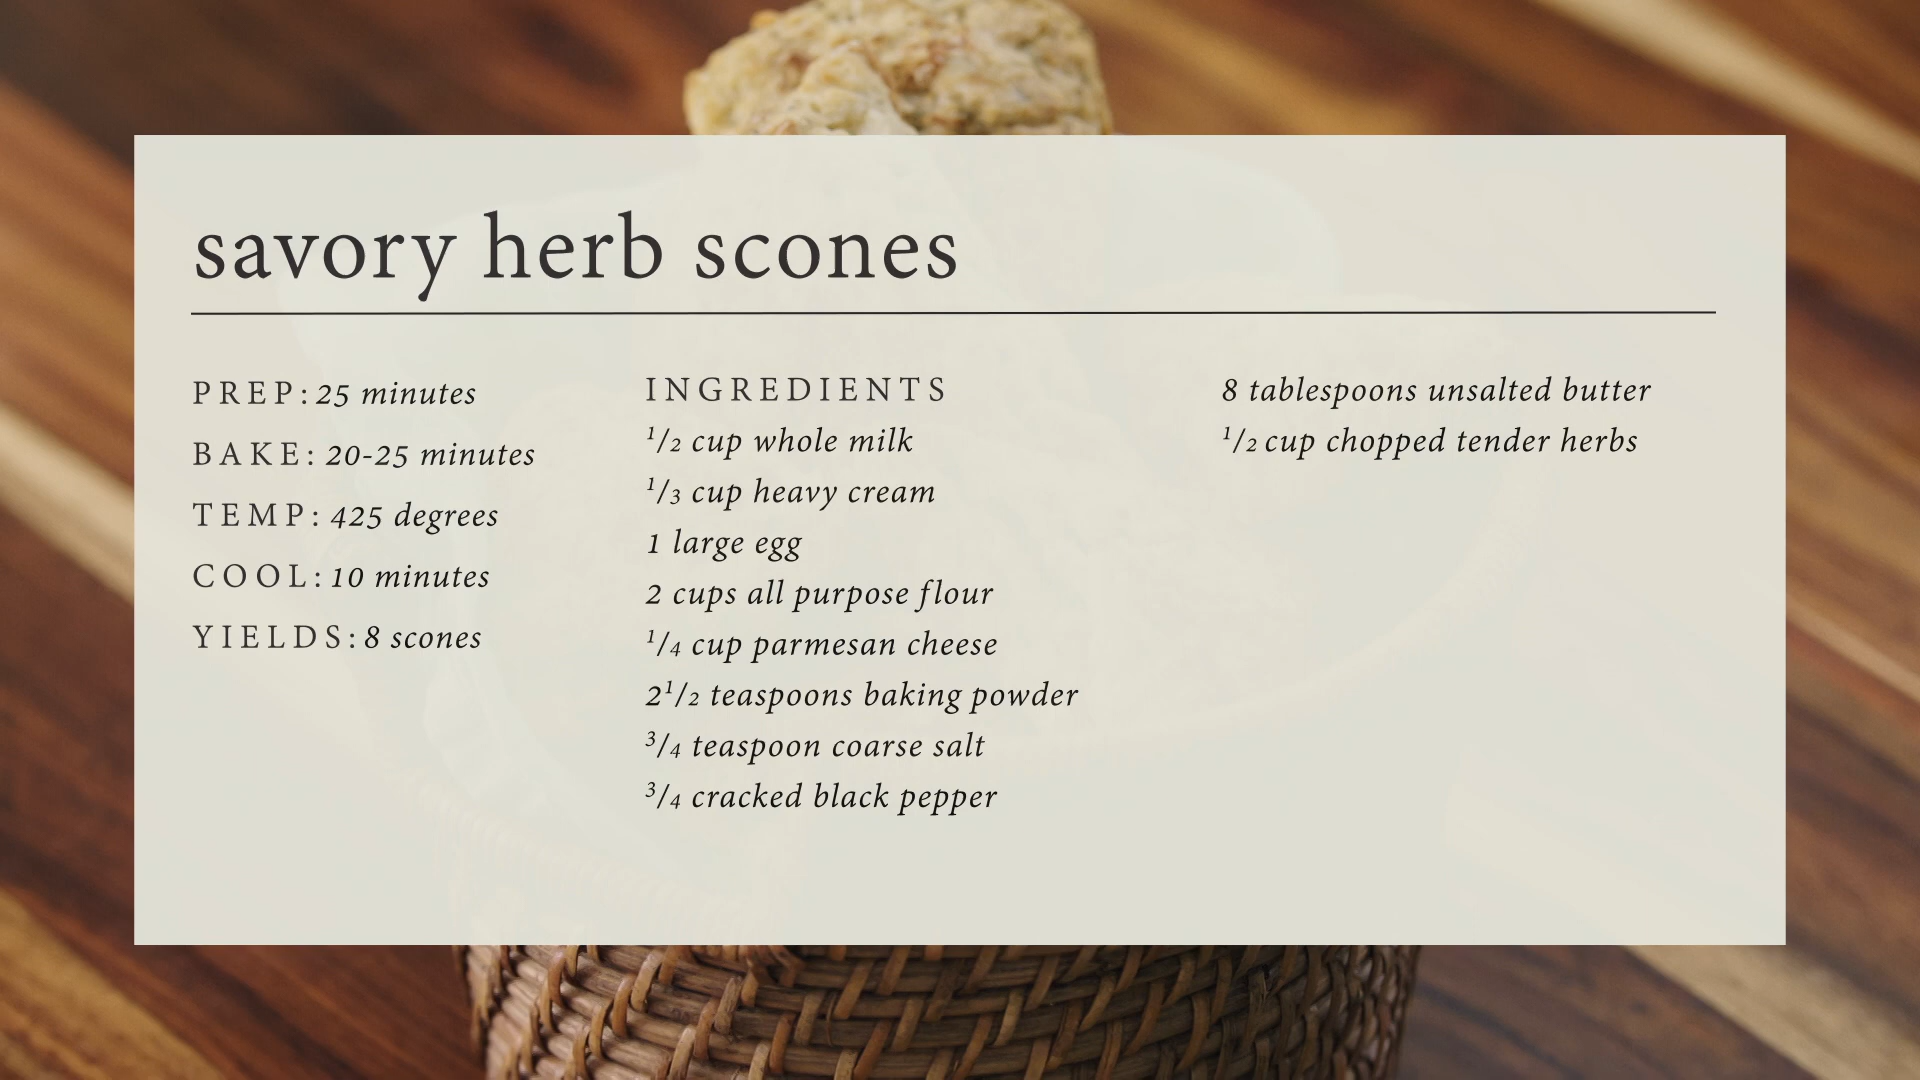 savory herb scones
PREP: 25 minutes
BAKE: 20-25 minutes
TEMP: 425 degrees
COOL: 10 minutes
YIELDS: 8 scones
INGREDIENTS
1/2 cup whole milk
1/3 cup heavy cream
1 large egg
2 cups all purpose flour
1/4 cup parmesan cheese
2 1/2 teaspoons baking powder
3/4 teaspoon coarse salt
3/4 cracked black pepper
8 tablespoons unsalted butter
1/2 cup chopped tender herbs